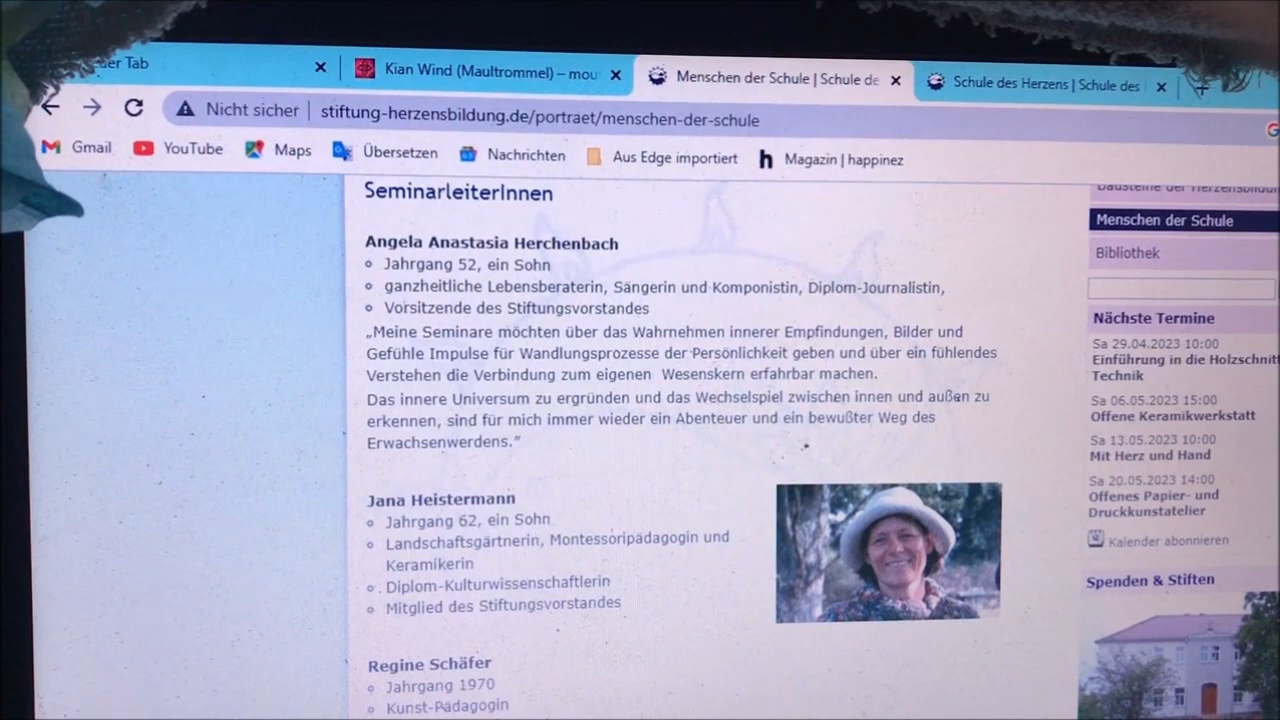 er Tab
Kian Wind (Maultrommel) – mou
Menschen der Schule | Schule de
Schule des Herzens | Schule des
Nicht sicher
stiftung-herzensbildung.de/portraet/menschen-der-schule
Gmail
YouTube
Maps
Übersetzen
Nachrichten
Aus Edge importiert
h
Magazin | happinez
SeminarleiterInnen
Angela Anastasia Herchenbach
Jahrgang 52, ein Sohn
ganzheitliche Lebensberaterin, Sängerin und Komponistin, Diplom-Journalistin,
Vorsitzende des Stiftungsvorstandes
„Meine Seminare möchten über das Wahrnehmen innerer Empfindungen, Bilder und
Gefühle Impulse für Wandlungsprozesse der Persönlichkeit geben und über ein fühlendes
Verstehen die Verbindung zum eigenen Wesenskern erfahrbar machen.
Das innere Universum zu ergründen und das Wechselspiel zwischen innen und außen zu
erkennen, sind für mich immer wieder ein Abenteuer und ein bewußter Weg des
Erwachsenwerdens.“
Jana Heistermann
Jahrgang 62, ein Sohn
Landschaftsgärtnerin, Montessoripädagogin und
Keramikerin
Diplom-Kulturwissenschaftlerin
Mitglied des Stiftungsvorstandes
Regine Schäfer
Jahrgang 1970
Kunst-Pädagogin
Bausteine der Herzensbildun
Menschen der Schule
Bibliothek
Nächste Termine
Sa 29.04.2023 10:00
Einführung in die Holzschnitt
Technik
Sa 06.05.2023 15:00
Offene Keramikwerkstatt
Sa 13.05.2023 10:00
Mit Herz und Hand
Sa 20.05.2023 14:00
Offenes Papier- und
Druckkunstatelier
Kalender abonnieren
Spenden & Stiften